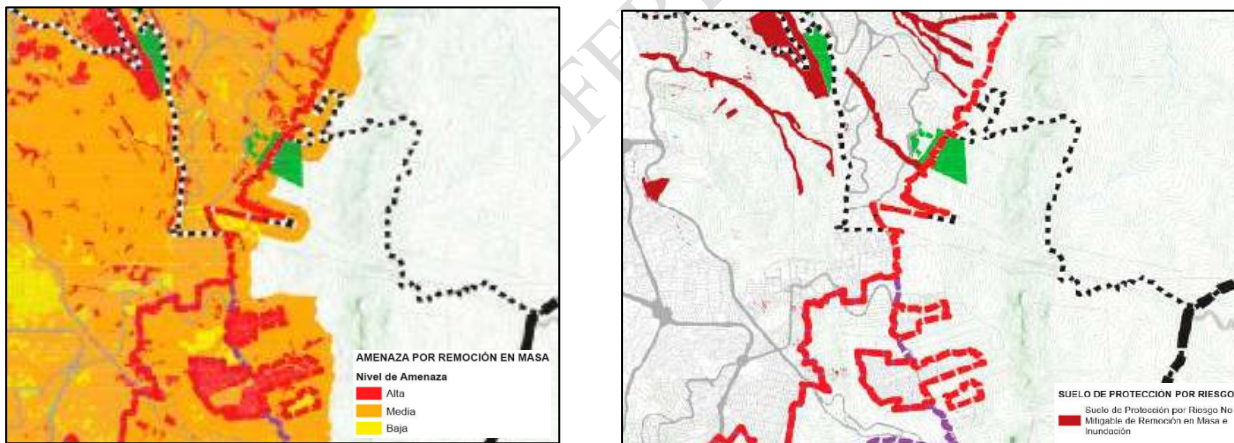 AMENAZA POR REMOCIÓN EN MASA
Nivel de Amenaza
Alta
Media
Baja
SUELO DE PROTECCIÓN POR RIESGO
Suelo de Protección por Riesgo No
Mitigable de Remoción en Masa e
Inundación